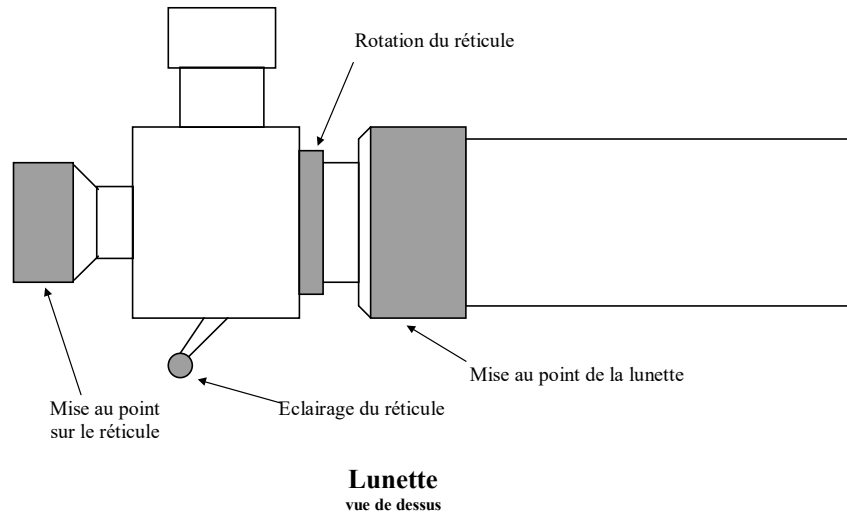 Rotation du réticule
Mise au point de la lunette
Eclairage du réticule
Mise au point
sur le réticule
Lunette
vue de dessus